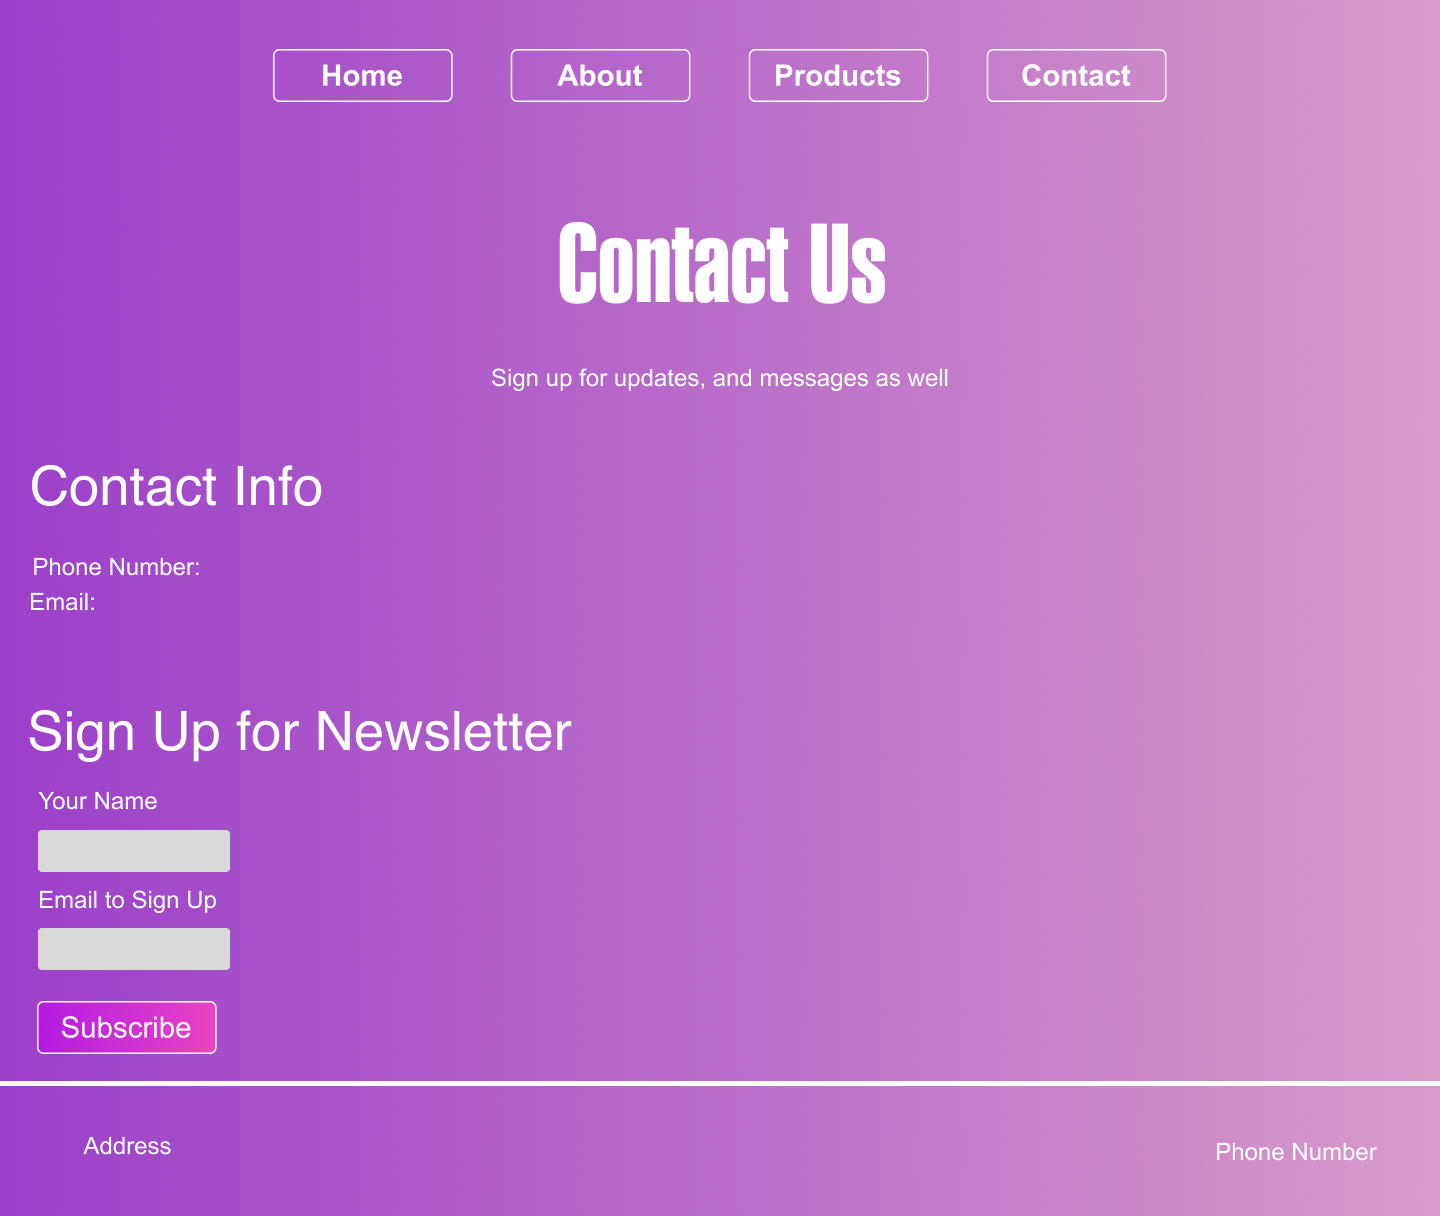 Home About Products Contact
Contact Us
Sign up for updates, and messages as well
Contact Info
Phone Number:
Email:
Sign Up for Newsletter
Your Name
Email to Sign Up
Subscribe
Address
Phone Number